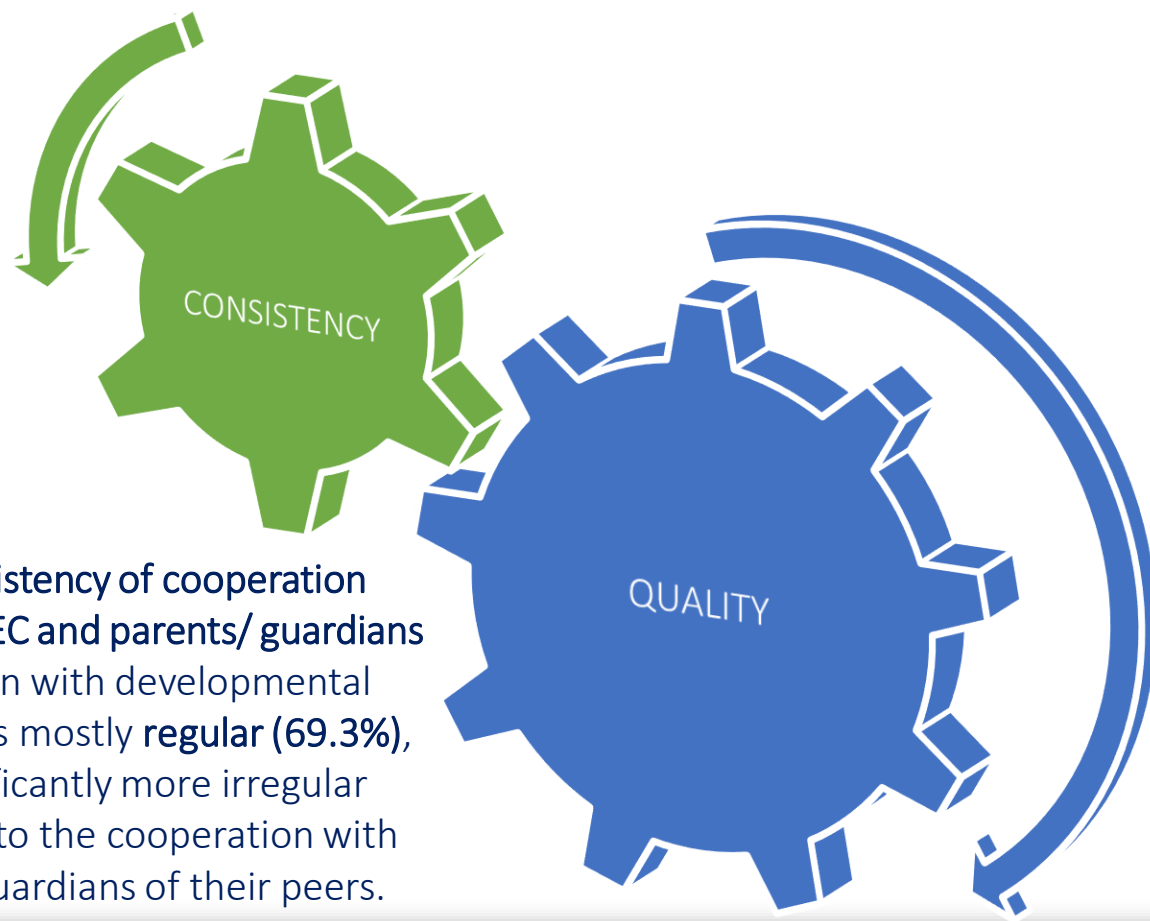 CONSISTENCY
QUALITY
istency of cooperation
EC and parents/ guardians
n with developmental
s mostly regular (69.3%),
ficantly more irregular
to the cooperation with
uardians of their peers.